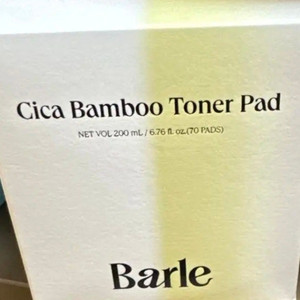 Cica Bamboo Toner Pad
NET VOL 200 mL / 6.76 fl. oz.(70 PADS)
Barle